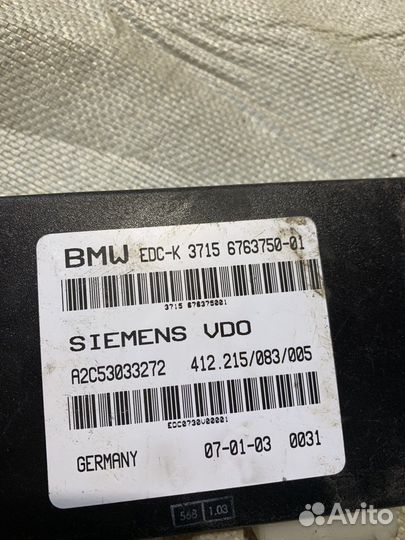 BMW EDC-K 3715 6763750-01
3715 676375001
SIEMENS VDO
A2C53033272 412.215/083/005
EDC0730V00001
GERMANY 07-01-03 0031
568 1.03
Avito